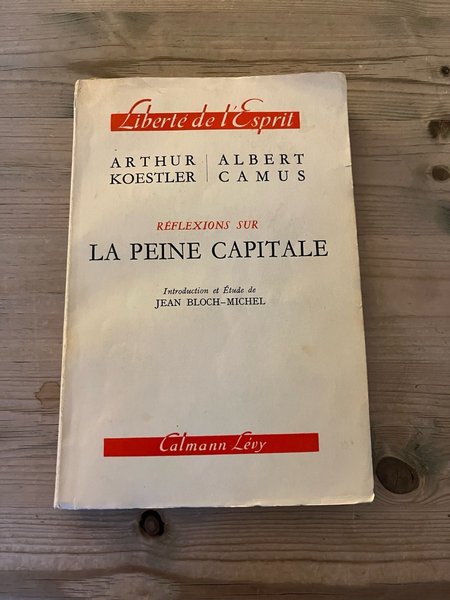 Liberté de l'Esprit
ARTHUR KOESTLER
ALBERT CAMUS
RÉFLEXIONS SUR
LA PEINE CAPITALE
Introduction et Étude de
JEAN BLOCH-MICHEL
Calmann Lévy